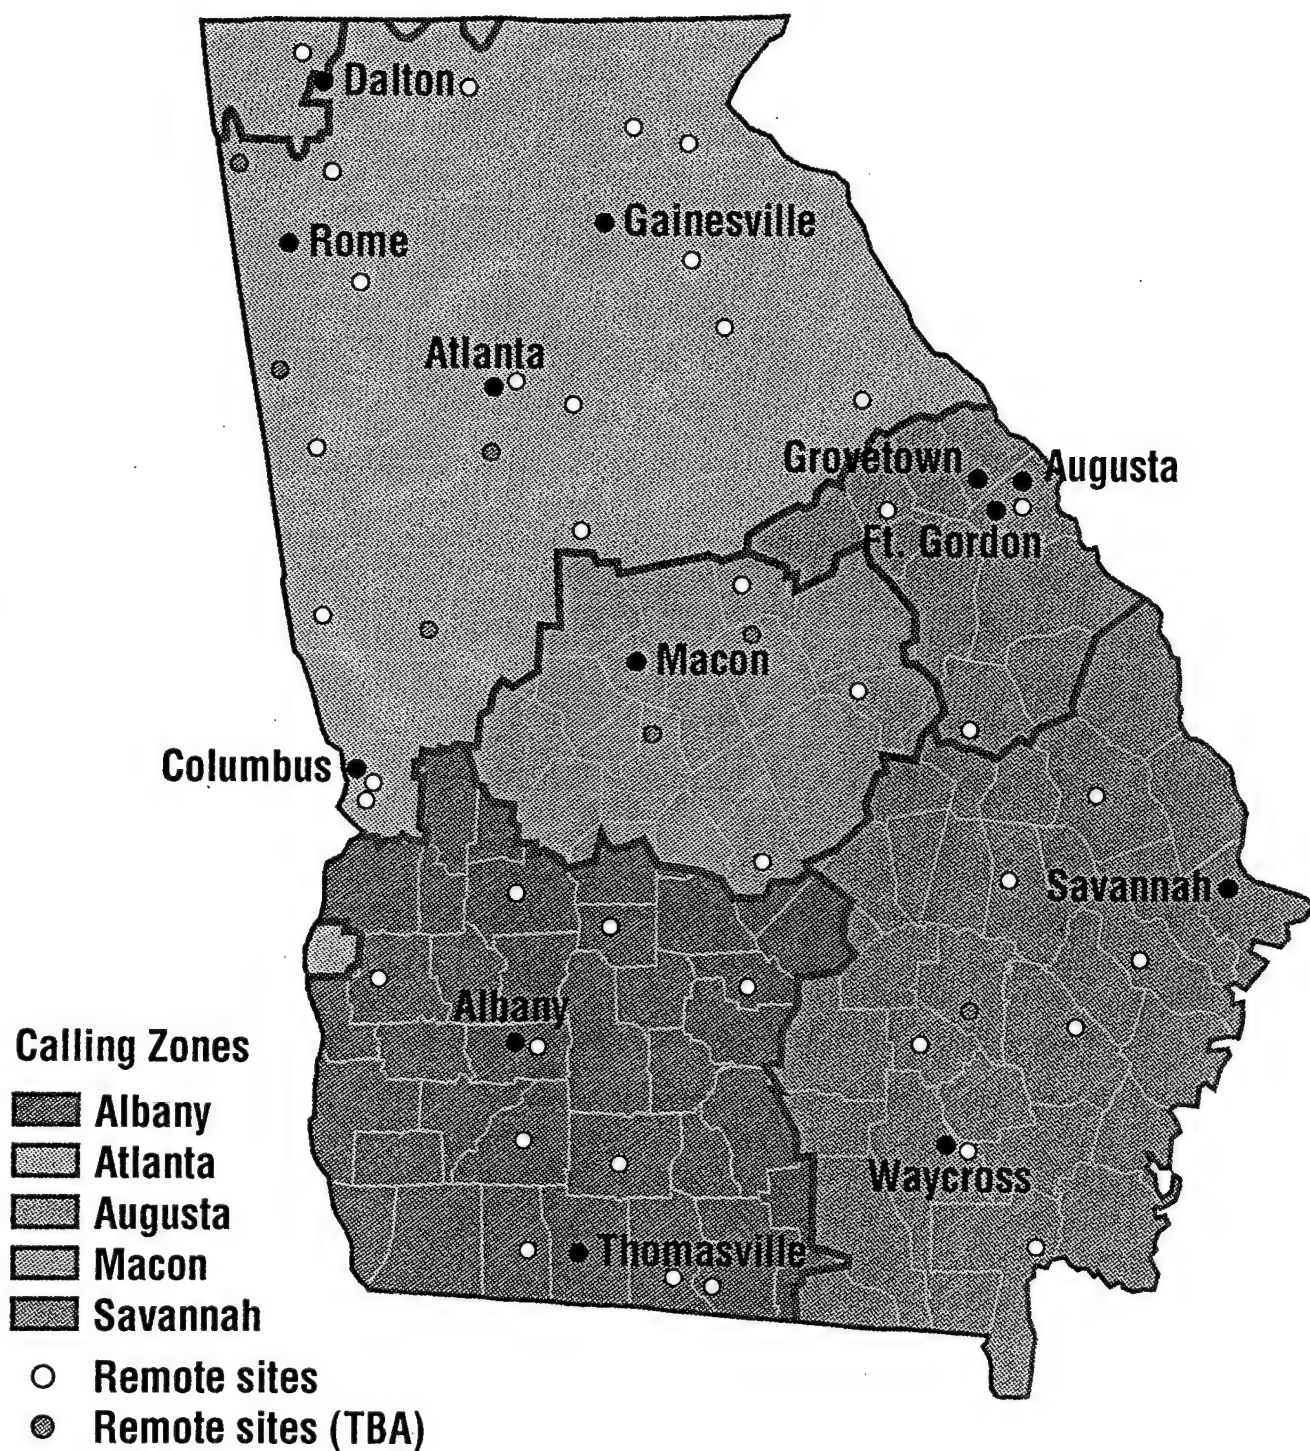 Dalton
Gainesville
Rome
Atlanta
Grovetown
Augusta
Ft. Gordon
Macon
Columbus
Savannah
Albany
Waycross
Thomasville
Calling Zones
Albany
Atlanta
Augusta
Macon
Savannah
Remote sites
Remote sites (TBA)